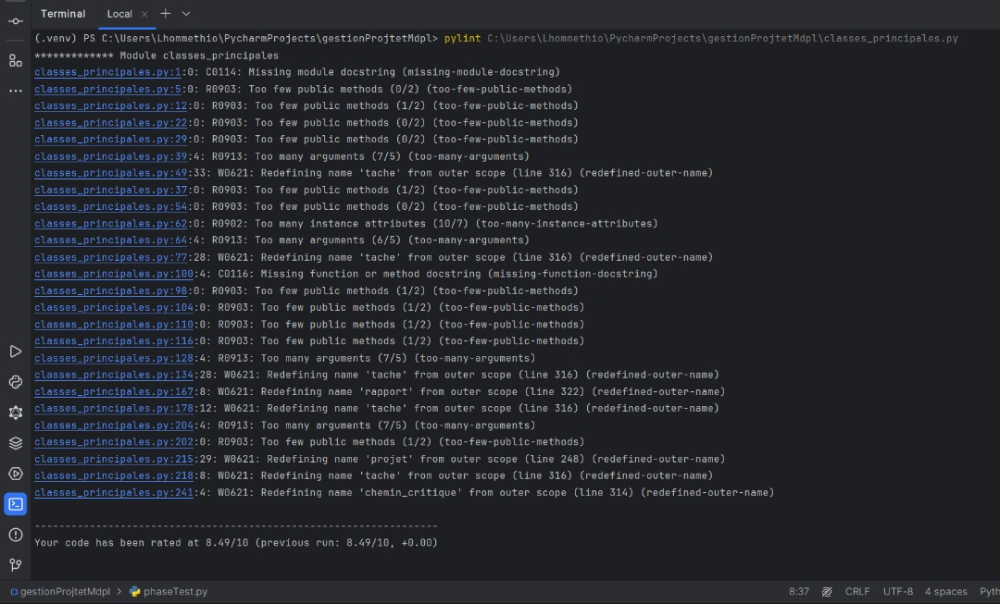 Terminal Local × +
(.venv) PS C:\Users\Lhommethio\PycharmProjects\gestionProjtetMdpl> pylint C:\Users\Lhommethio\PycharmProjects\gestionProjtetMdpl\classes_principales.py
************* Module classes_principales
classes_principales.py:1:0: C0114: Missing module docstring (missing-module-docstring)
classes_principales.py:5:0: R0903: Too few public methods (0/2) (too-few-public-methods)
classes_principales.py:12:0: R0903: Too few public methods (1/2) (too-few-public-methods)
classes_principales.py:22:0: R0903: Too few public methods (0/2) (too-few-public-methods)
classes_principales.py:29:0: R0903: Too few public methods (0/2) (too-few-public-methods)
classes_principales.py:39:4: R0913: Too many arguments (7/5) (too-many-arguments)
classes_principales.py:49:33: W0621: Redefining name 'tache' from outer scope (line 316) (redefined-outer-name)
classes_principales.py:37:0: R0903: Too few public methods (1/2) (too-few-public-methods)
classes_principales.py:54:0: R0903: Too few public methods (0/2) (too-few-public-methods)
classes_principales.py:62:0: R0902: Too many instance attributes (10/7) (too-many-instance-attributes)
classes_principales.py:64:4: R0913: Too many arguments (6/5) (too-many-arguments)
classes_principales.py:77:28: W0621: Redefining name 'tache' from outer scope (line 316) (redefined-outer-name)
classes_principales.py:100:4: C0116: Missing function or method docstring (missing-function-docstring)
classes_principales.py:98:0: R0903: Too few public methods (1/2) (too-few-public-methods)
classes_principales.py:104:0: R0903: Too few public methods (1/2) (too-few-public-methods)
classes_principales.py:110:0: R0903: Too few public methods (1/2) (too-few-public-methods)
classes_principales.py:116:0: R0903: Too few public methods (1/2) (too-few-public-methods)
classes_principales.py:128:4: R0913: Too many arguments (7/5) (too-many-arguments)
classes_principales.py:134:28: W0621: Redefining name 'tache' from outer scope (line 316) (redefined-outer-name)
classes_principales.py:167:8: W0621: Redefining name 'rapport' from outer scope (line 322) (redefined-outer-name)
classes_principales.py:178:12: W0621: Redefining name 'tache' from outer scope (line 316) (redefined-outer-name)
classes_principales.py:204:4: R0913: Too many arguments (7/5) (too-many-arguments)
classes_principales.py:202:0: R0903: Too few public methods (1/2) (too-few-public-methods)
classes_principales.py:215:29: W0621: Redefining name 'projet' from outer scope (line 248) (redefined-outer-name)
classes_principales.py:218:8: W0621: Redefining name 'tache' from outer scope (line 316) (redefined-outer-name)
classes_principales.py:241:4: W0621: Redefining name 'chemin_critique' from outer scope (line 314) (redefined-outer-name)
------------------------------------------------------------------
Your code has been rated at 8.49/10 (previous run: 8.49/10, +0.00)
gestionProjtetMdpl > phaseTest.py 8:37 CRLF UTF-8 4 spaces Pyth